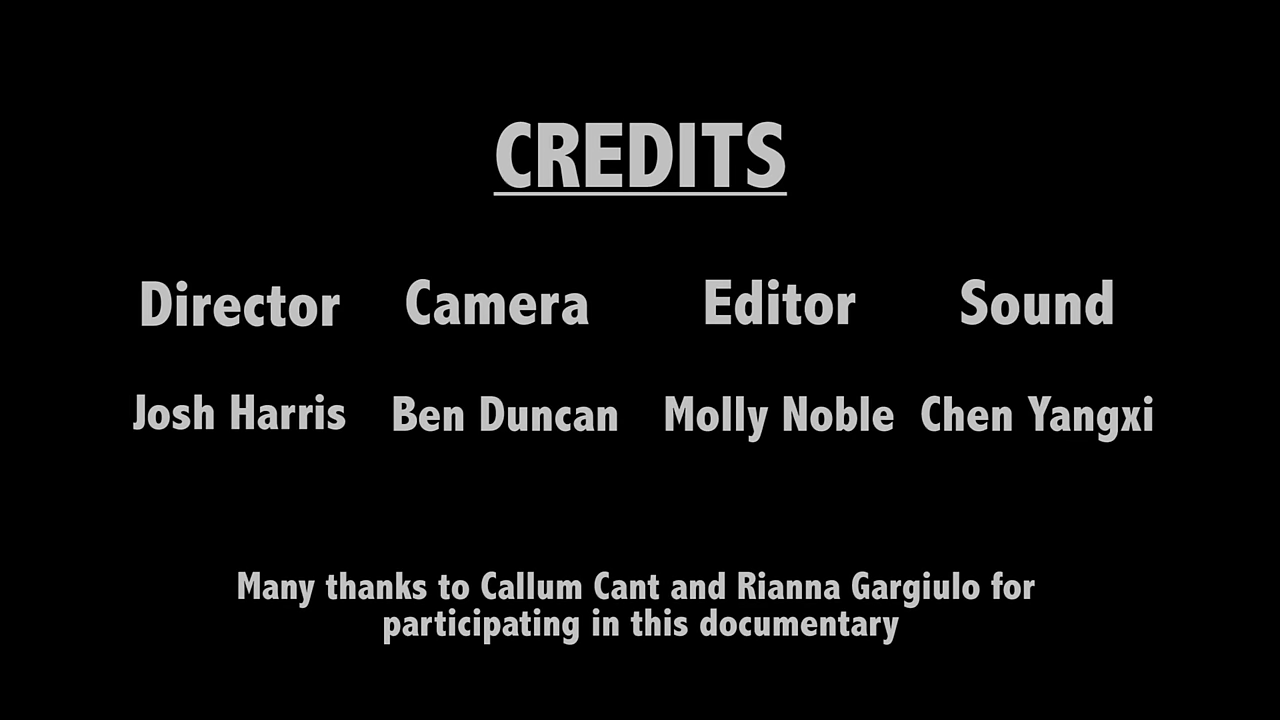 CREDITS
Director Camera Editor Sound
Josh Harris Ben Duncan Molly Noble Chen Yangxi
Many thanks to Callum Cant and Rianna Gargiulo for
participating in this documentary